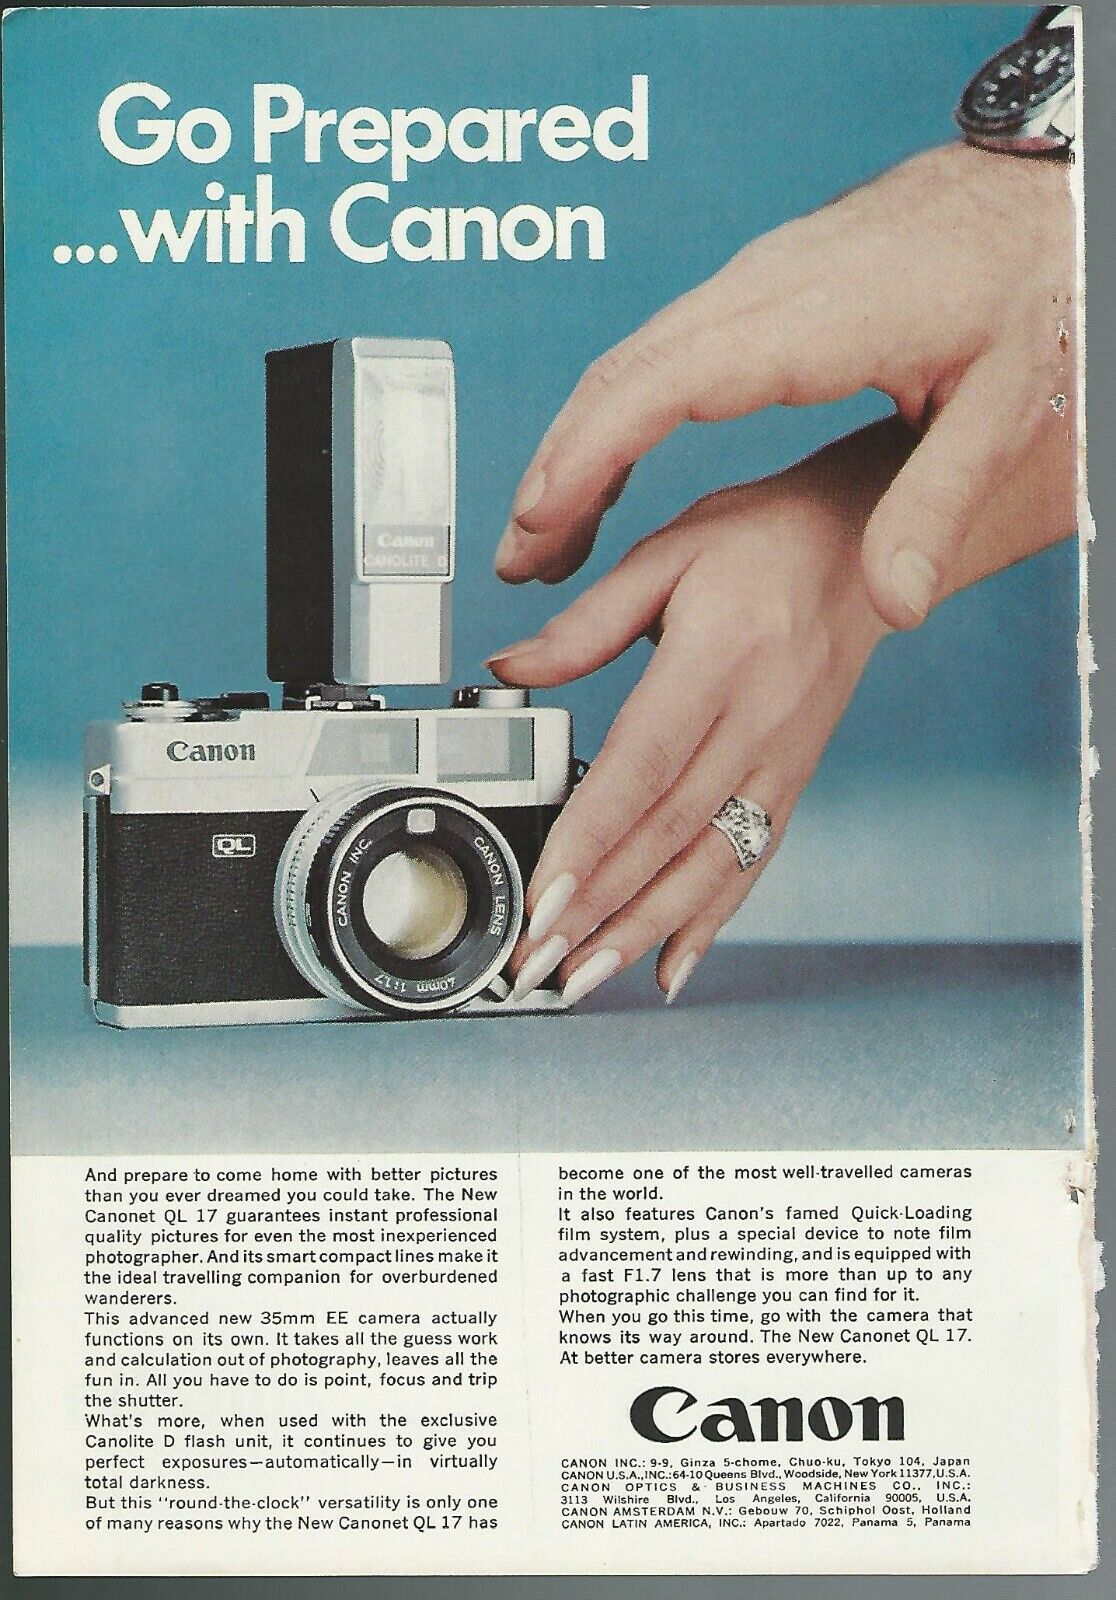 Go Prepared
...with Canon
Canon
CANOLITE D
Canon
QL
CANON INC.
CANON LENS
40mm 1:1.7
And prepare to come home with better pictures
than you ever dreamed you could take. The New
Canonet QL 17 guarantees instant professional
quality pictures for even the most inexperienced
photographer. And its smart compact lines make it
the ideal travelling companion for overburdened
wanderers.
This advanced new 35mm EE camera actually
functions on its own. It takes all the guess work
and calculation out of photography, leaves all the
fun in. All you have to do is point, focus and trip
the shutter.
What's more, when used with the exclusive
Canolite D flash unit, it continues to give you
perfect exposures—automatically—in virtually
total darkness.
But this "round-the-clock" versatility is only one
of many reasons why the New Canonet QL 17 has
become one of the most well-travelled cameras
in the world.
It also features Canon's famed Quick-Loading
film system, plus a special device to note film
advancement and rewinding, and is equipped with
a fast F1.7 lens that is more than up to any
photographic challenge you can find for it.
When you go this time, go with the camera that
knows its way around. The New Canonet QL 17.
At better camera stores everywhere.
Canon
CANON INC.: 9-9, Ginza 5-chome, Chuo-ku, Tokyo 104, Japan
CANON U.S.A., INC.: 64-10 Queens Blvd., Woodside, New York 11377, U.S.A.
CANON OPTICS & BUSINESS MACHINES CO., INC.:
3113 Wilshire Blvd., Los Angeles, California 90005, U.S.A.
CANON AMSTERDAM N.V.: Gebouw 70, Schiphol Oost, Holland
CANON LATIN AMERICA, INC.: Apartado 7022, Panama 5, Panama